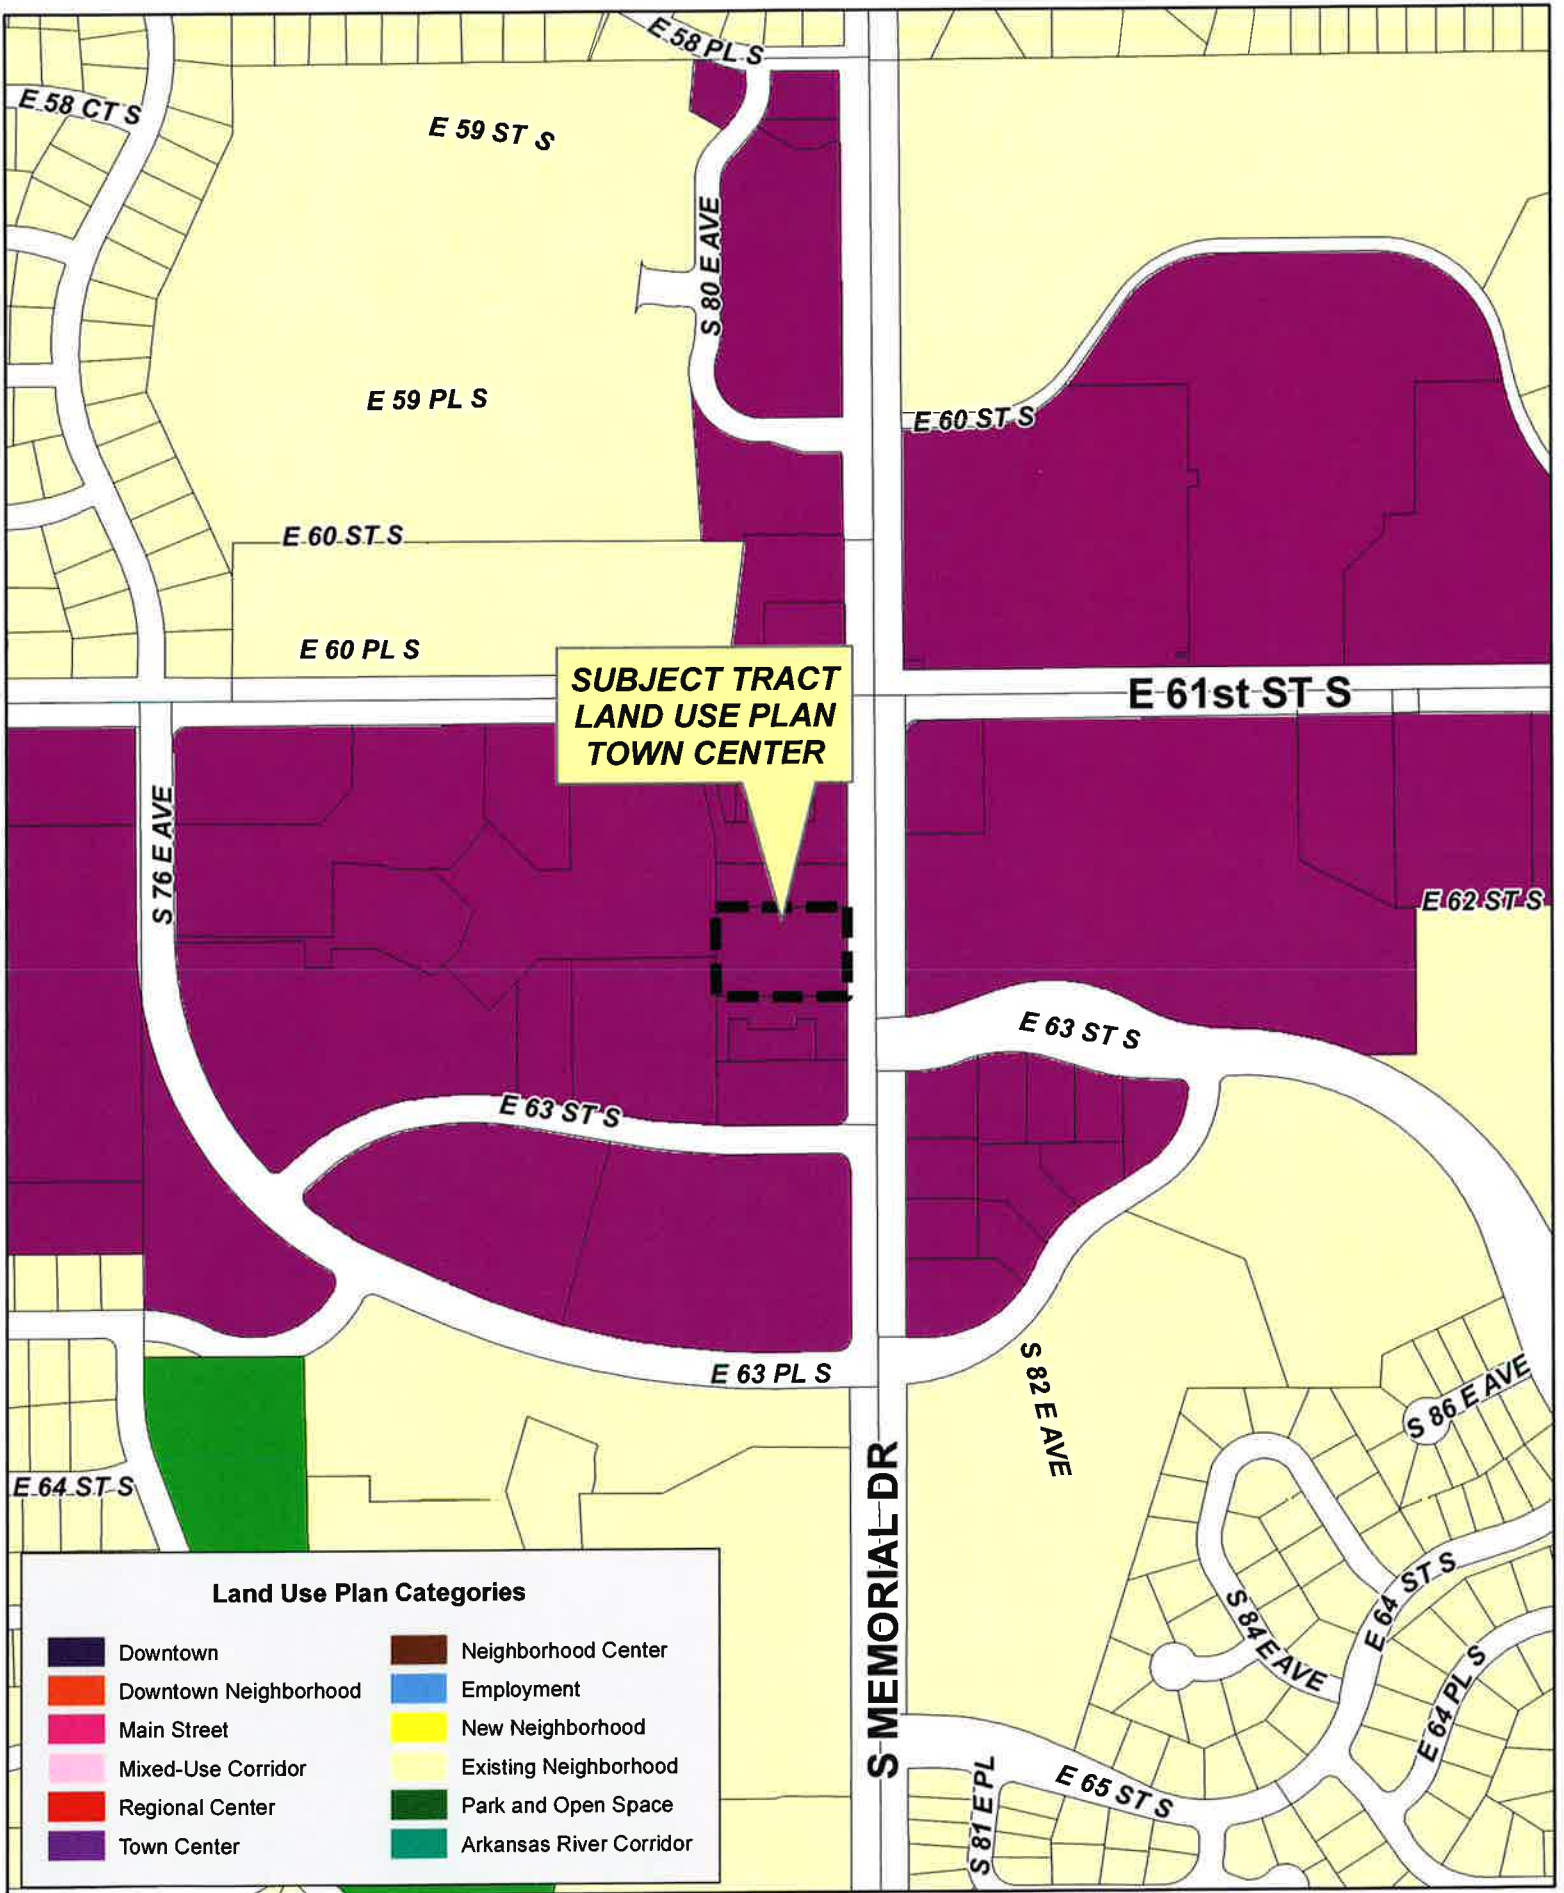 E 58 PL S
E 58 CT S
E 59 ST S
S 80 E AVE
E 59 PL S
E 60 ST S
E 60 ST S
E 60 PL S
SUBJECT TRACT
LAND USE PLAN
TOWN CENTER
E 61st ST S
S 76 E AVE
E 62 ST S
E 63 ST S
E 63 ST S
E 63 PL S
S 82 E AVE
S 86 E AVE
E 64 ST S
S MEMORIAL DR
E 64 ST S
S 84 E AVE
E 64 PL S
E 65 ST S
S 81 E PL
Land Use Plan Categories
Downtown
Downtown Neighborhood
Main Street
Mixed-Use Corridor
Regional Center
Town Center
Neighborhood Center
Employment
New Neighborhood
Existing Neighborhood
Park and Open Space
Arkansas River Corridor